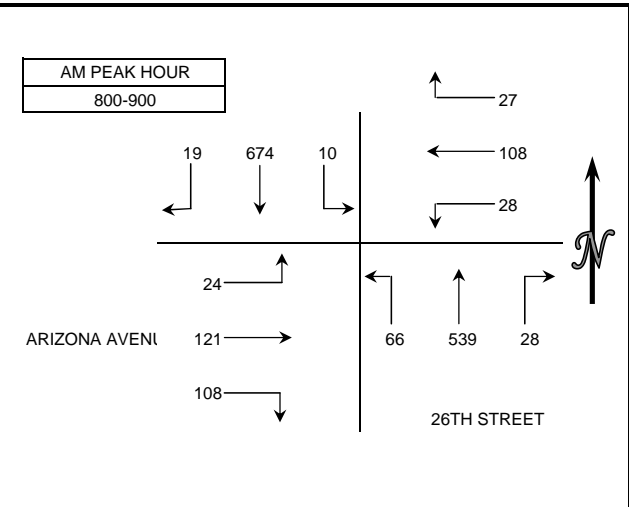 AM PEAK HOUR
800-900
27
19 674 10
108
28
24
ARIZONA AVENU
121
66 539 28
108
26TH STREET
N